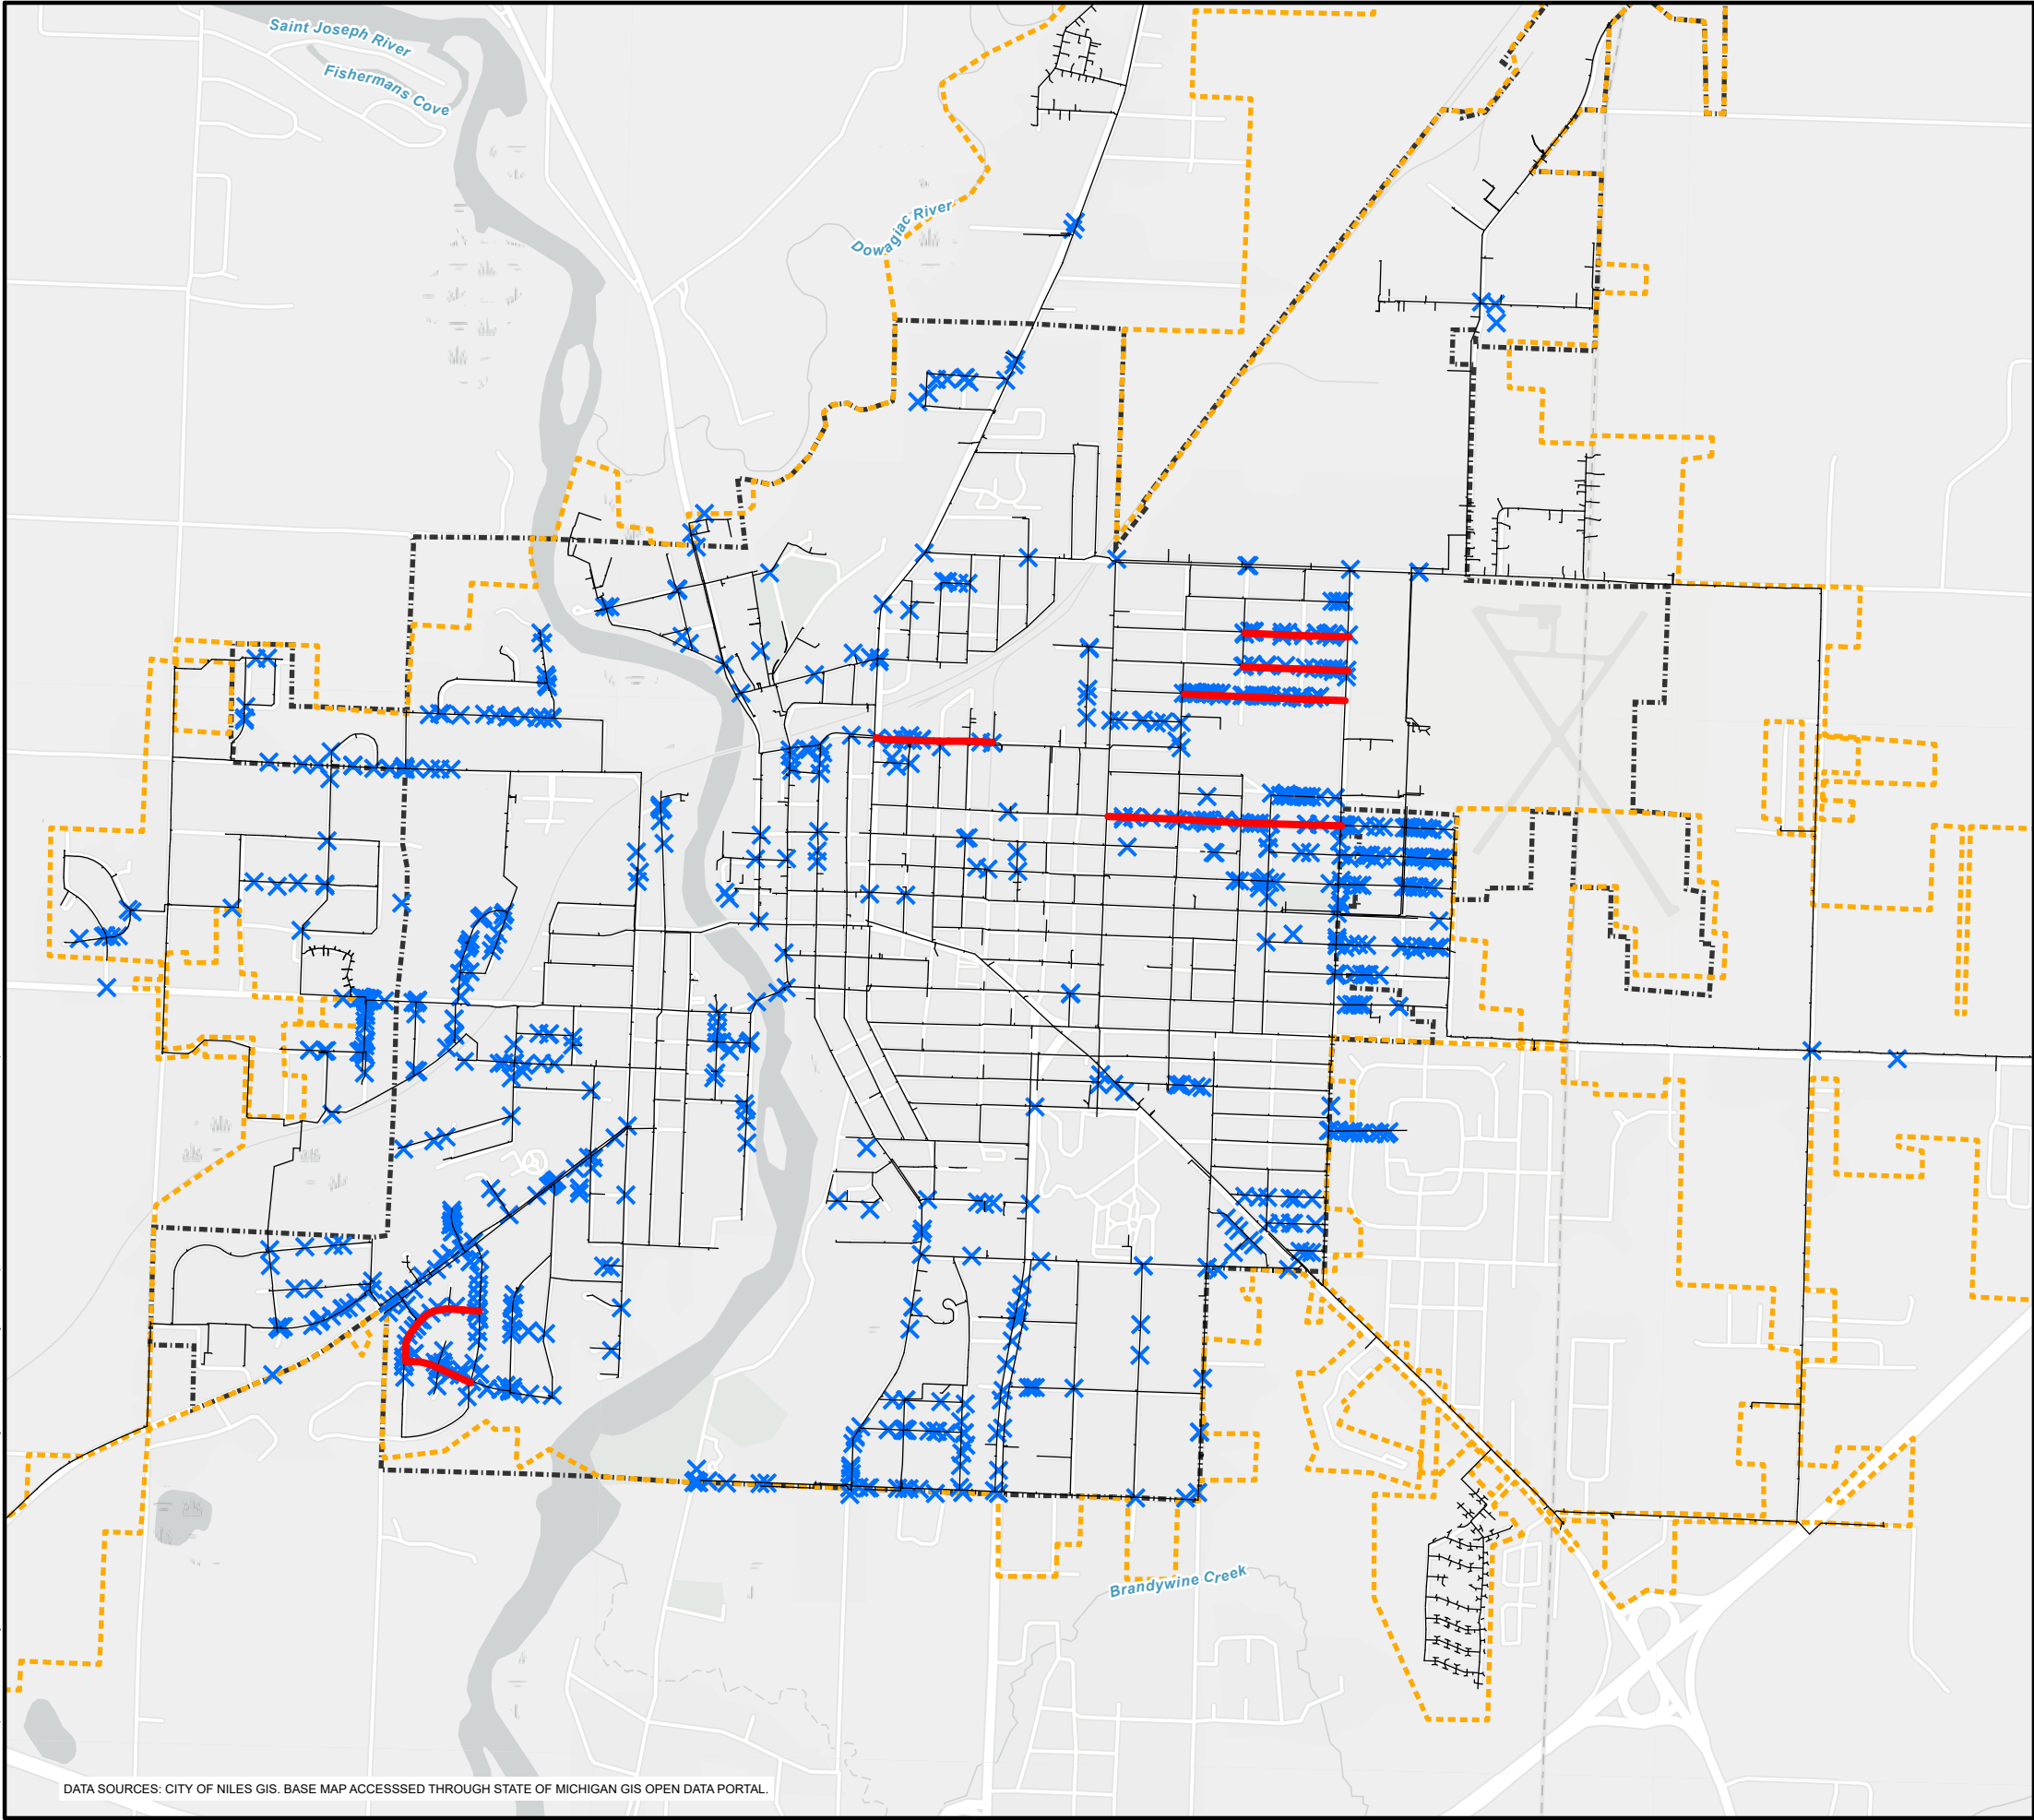 Saint Joseph River
Fishermans Cove
Dowagiac River
Brandywine Creek
DATA SOURCES: CITY OF NILES GIS. BASE MAP ACCESSSED THROUGH STATE OF MICHIGAN GIS OPEN DATA PORTAL.